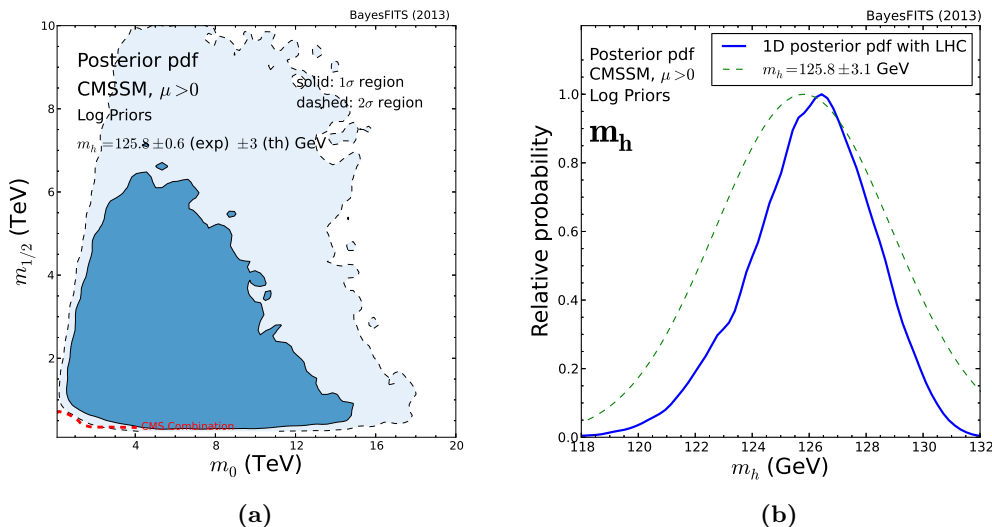 BayesFITS (2013)
Posterior pdf
CMSSM, μ > 0
Log Priors
m_h = 125.8 ± 0.6 (exp) ± 3 (th) GeV
solid: 1σ region
dashed: 2σ region
CMS Combination
10
8
6
4
2
4
8
12
16
20
m_{1/2} (TeV)
m_0 (TeV)
(a)
BayesFITS (2013)
Posterior pdf
CMSSM, μ > 0
Log Priors
m_h
1D posterior pdf with LHC
m_h = 125.8 ± 3.1 GeV
1.0
0.8
0.6
0.4
0.2
0.0
118
120
122
124
126
128
130
132
Relative probability
m_h (GeV)
(b)